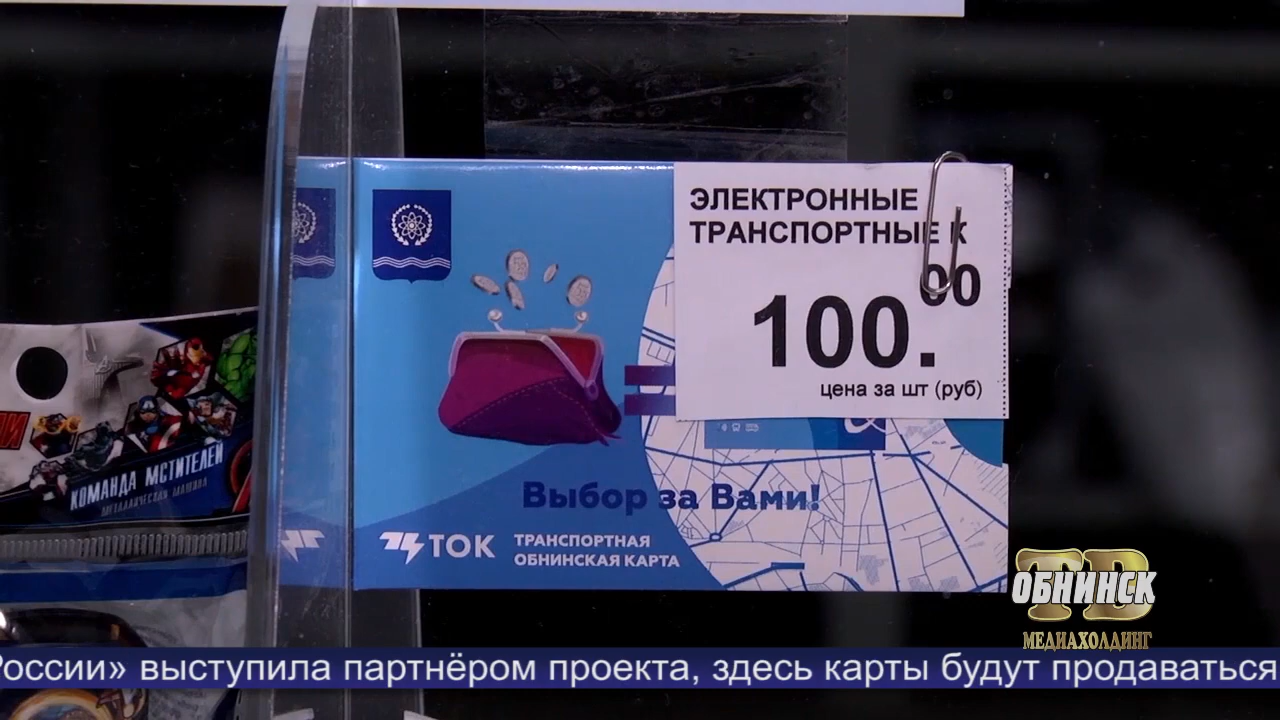 ЭЛЕКТРОННЫЕ
ТРАНСПОРТНЫЕ К
100.00
цена за шт (руб)
КОМАНДА МСТИТЕЛЕЙ
Выбор за Вами!
ТОК
ТРАНСПОРТНАЯ
ОБНИНСКАЯ КАРТА
ТВ
ОБНИНСК
МЕДИАХОЛДИНГ
России» выступила партнёром проекта, здесь карты будут продаваться